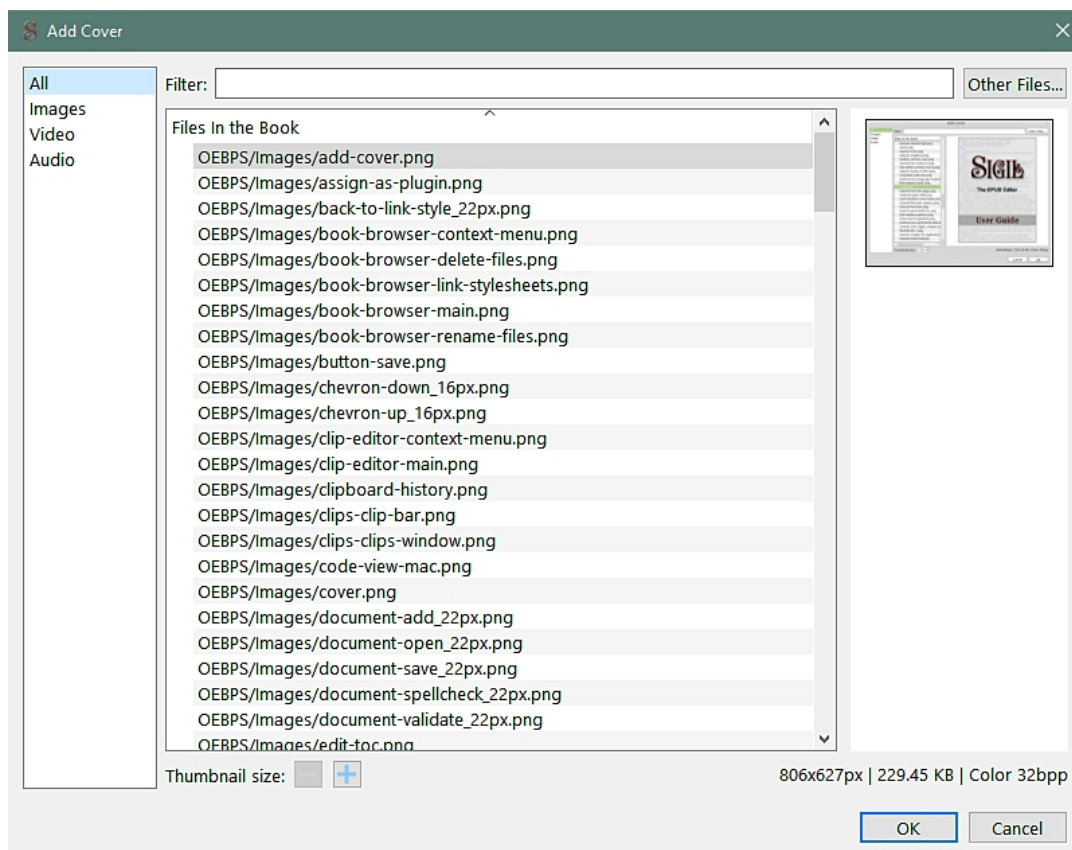 Add Cover
All
Images
Video
Audio
Filter:
Other Files...
Files In the Book
OEBPS/Images/add-cover.png
OEBPS/Images/assign-as-plugin.png
OEBPS/Images/back-to-link-style_22px.png
OEBPS/Images/book-browser-context-menu.png
OEBPS/Images/book-browser-delete-files.png
OEBPS/Images/book-browser-link-stylesheets.png
OEBPS/Images/book-browser-main.png
OEBPS/Images/book-browser-rename-files.png
OEBPS/Images/button-save.png
OEBPS/Images/chevron-down_16px.png
OEBPS/Images/chevron-up_16px.png
OEBPS/Images/clip-editor-context-menu.png
OEBPS/Images/clip-editor-main.png
OEBPS/Images/clipboard-history.png
OEBPS/Images/clips-clip-bar.png
OEBPS/Images/clips-clips-window.png
OEBPS/Images/code-view-mac.png
OEBPS/Images/cover.png
OEBPS/Images/document-add_22px.png
OEBPS/Images/document-open_22px.png
OEBPS/Images/document-save_22px.png
OEBPS/Images/document-spellcheck_22px.png
OEBPS/Images/document-validate_22px.png
OEBPS/Images/edit-toc.png
SIGIL
The EPUB Editor
User Guide
Thumbnail size:
806x627px | 229.45 KB | Color 32bpp
OK
Cancel